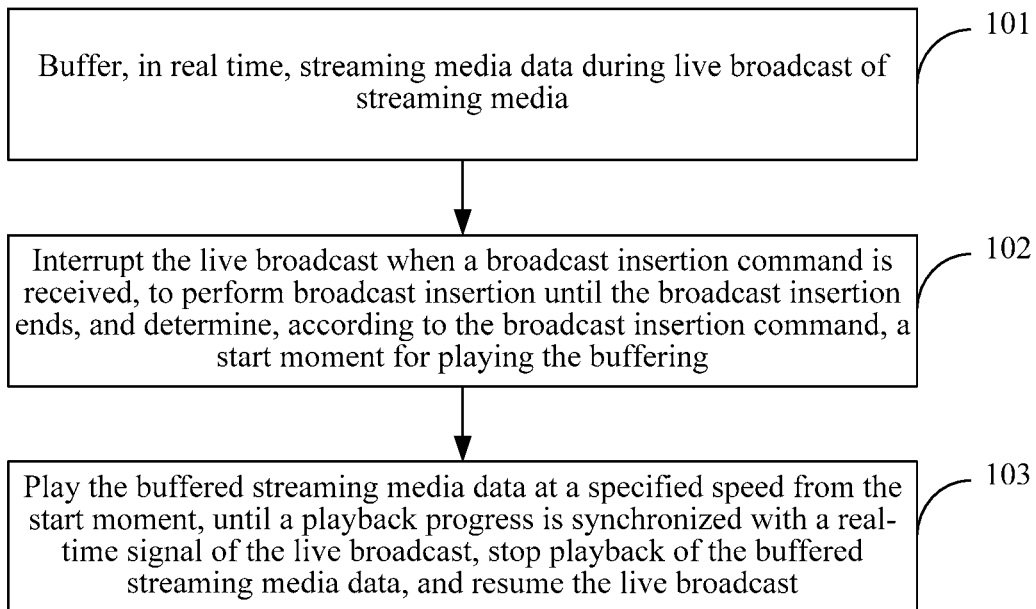 101
Buffer, in real time, streaming media data during live broadcast of
streaming media
102
Interrupt the live broadcast when a broadcast insertion command is
received, to perform broadcast insertion until the broadcast insertion
ends, and determine, according to the broadcast insertion command, a
start moment for playing the buffering
103
Play the buffered streaming media data at a specified speed from the
start moment, until a playback progress is synchronized with a real-
time signal of the live broadcast, stop playback of the buffered
streaming media data, and resume the live broadcast